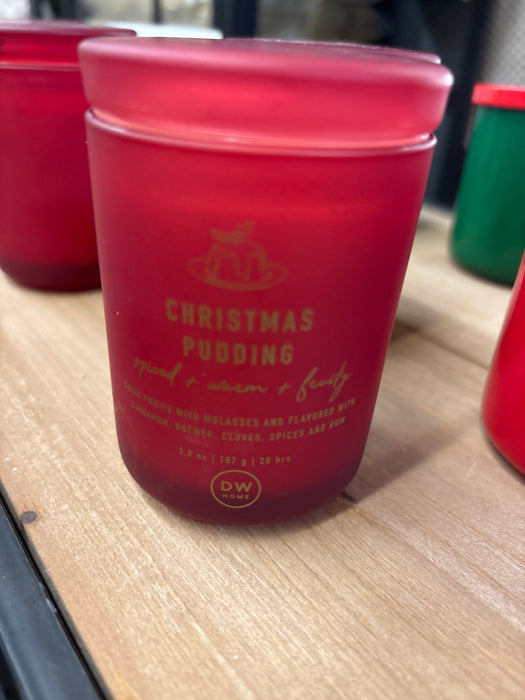 CHRISTMAS
PUDDING
spiced + warm + fruity
DRIED FRUITS WITH MOLASSES AND FLAVORED WITH
CINNAMON, NUTMEG, CLOVES, SPICES AND RUM
3.8 oz | 107 g | 20 hrs.
DW
HOME